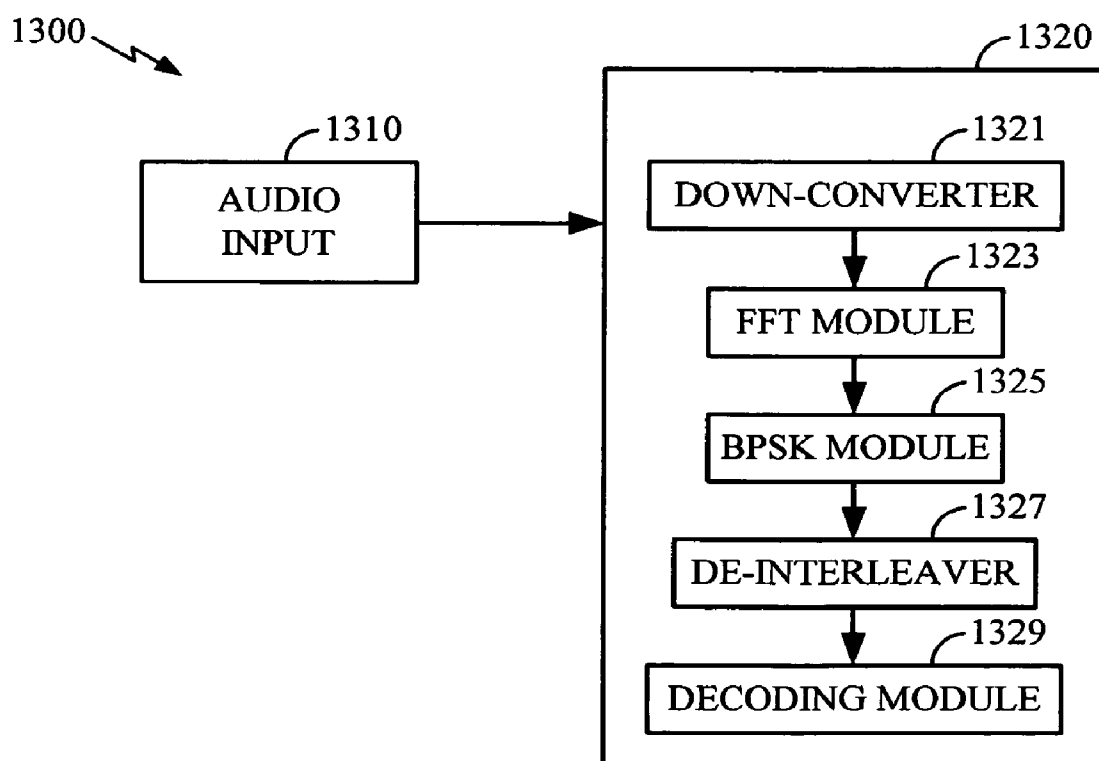 1300
1320
1310
AUDIO
INPUT
1321
DOWN-CONVERTER
1323
FFT MODULE
1325
BPSK MODULE
1327
DE-INTERLEAVER
1329
DECODING MODULE